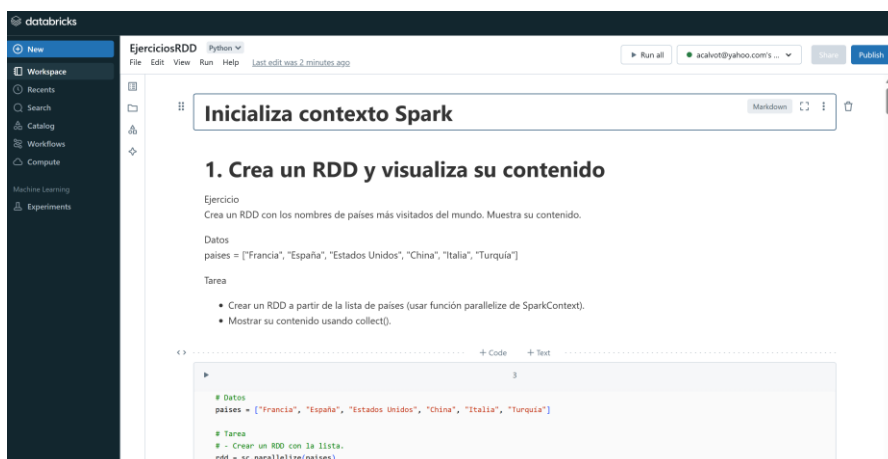 databricks
New
Workspace
Recents
Search
Catalog
Workflows
Compute
Machine Learning
Experiments
EjerciciosRDD Python
File Edit View Run Help Last edit was 2 minutes ago
Run all
acalvot@yahoo.com's ...
Share
Publish
Inicializa contexto Spark
Markdown
1. Crea un RDD y visualiza su contenido
Ejercicio
Crea un RDD con los nombres de países más visitados del mundo. Muestra su contenido.
Datos
paises = ["Francia", "España", "Estados Unidos", "China", "Italia", "Turquía"]
Tarea
• Crear un RDD a partir de la lista de países (usar función parallelize de SparkContext).
• Mostrar su contenido usando collect().
+ Code + Text
3
# Datos
paises = ["Francia", "España", "Estados Unidos", "China", "Italia", "Turquía"]
# Tarea
# - Crear un RDD con la lista.
rdd = sc.parallelize(paises)